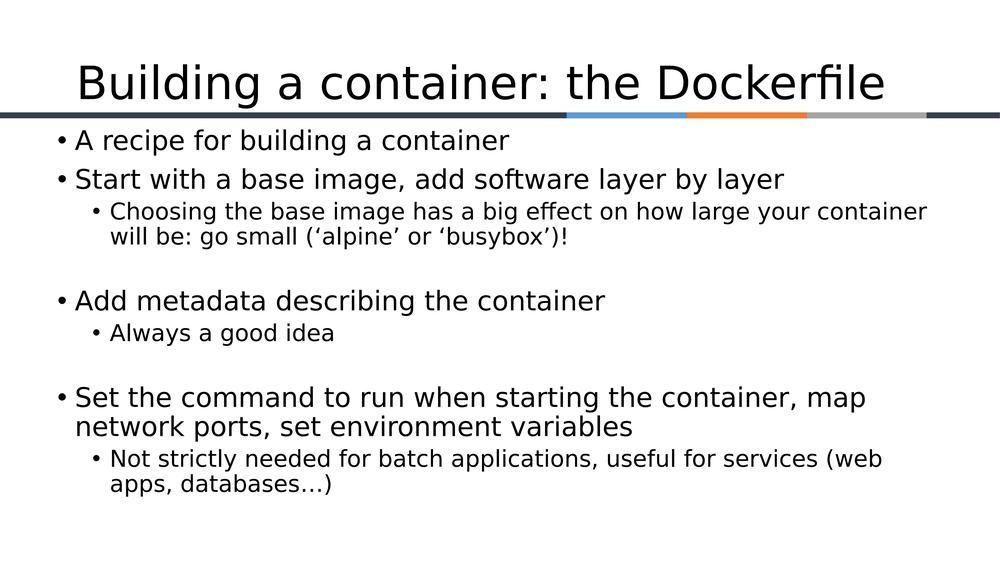 Building a container: the Dockerfile
• A recipe for building a container
• Start with a base image, add software layer by layer
• Choosing the base image has a big effect on how large your container
will be: go small (‘alpine’ or ‘busybox’)!
• Add metadata describing the container
• Always a good idea
• Set the command to run when starting the container, map
network ports, set environment variables
• Not strictly needed for batch applications, useful for services (web
apps, databases…)